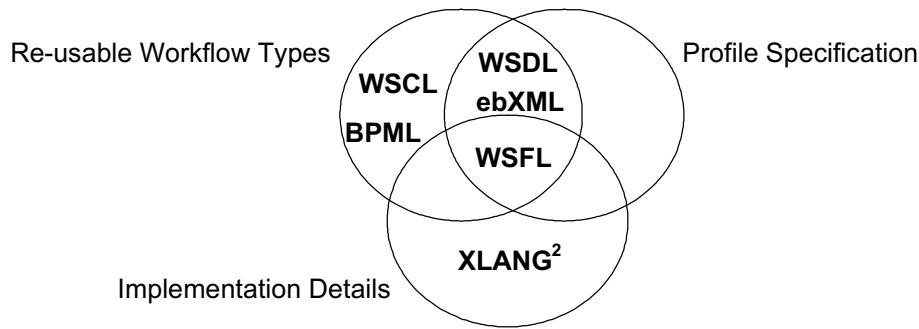 Re-usable Workflow Types
Profile Specification
WSDL
WSCL
ebXML
BPML
WSFL
XLANG²
Implementation Details